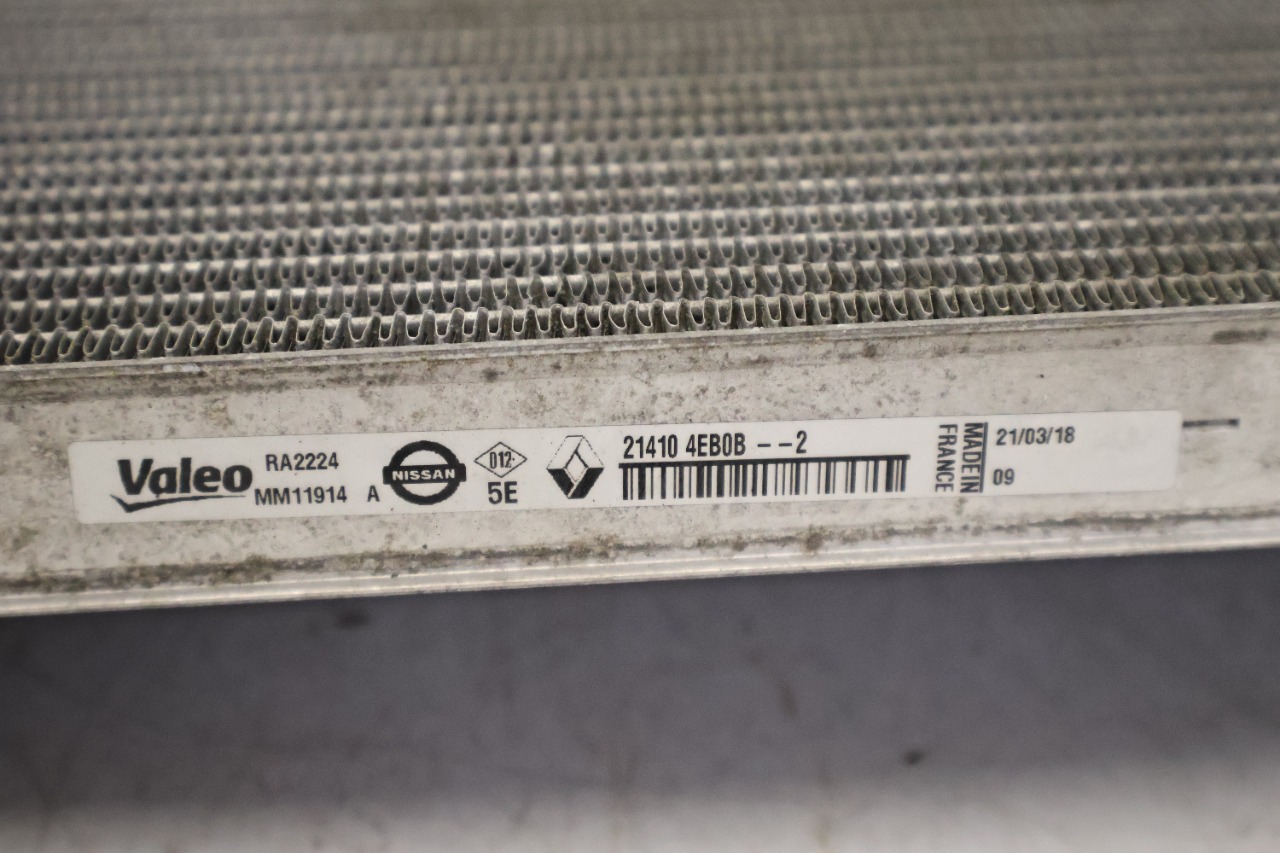 Valeo
RA2224
MM11914 A
NISSAN
D12
5E
21410 4EB0B --2
MADE IN
FRANCE
21/03/18
09